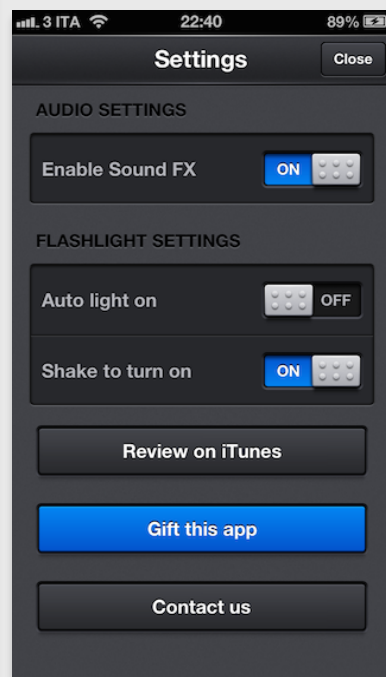 3 ITA 22:40 89%
Settings Close
AUDIO SETTINGS
Enable Sound FX ON
FLASHLIGHT SETTINGS
Auto light on OFF
Shake to turn on ON
Review on iTunes
Gift this app
Contact us